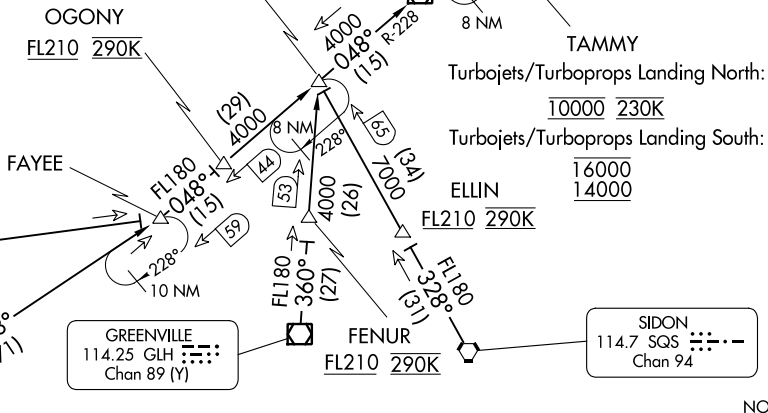 OGONY
FL210 290K
4000
048°
(15)
R-228
8 NM
TAMMY
Turbojets/Turboprops Landing North:
10000 230K
Turbojets/Turboprops Landing South:
16000
14000
(29)
4000
8 NM
228°
65
(34)
7000
FAYEE
FL180
048°
(15)
44
53
4000
(26)
ELLIN
FL210 290K
59
228°
10 NM
FL180
360°
(27)
FL180
328°
(31)
GREENVILLE
114.25 GLH
Chan 89 (Y)
FENUR
FL210 290K
SIDON
114.7 SQS
Chan 94
NO